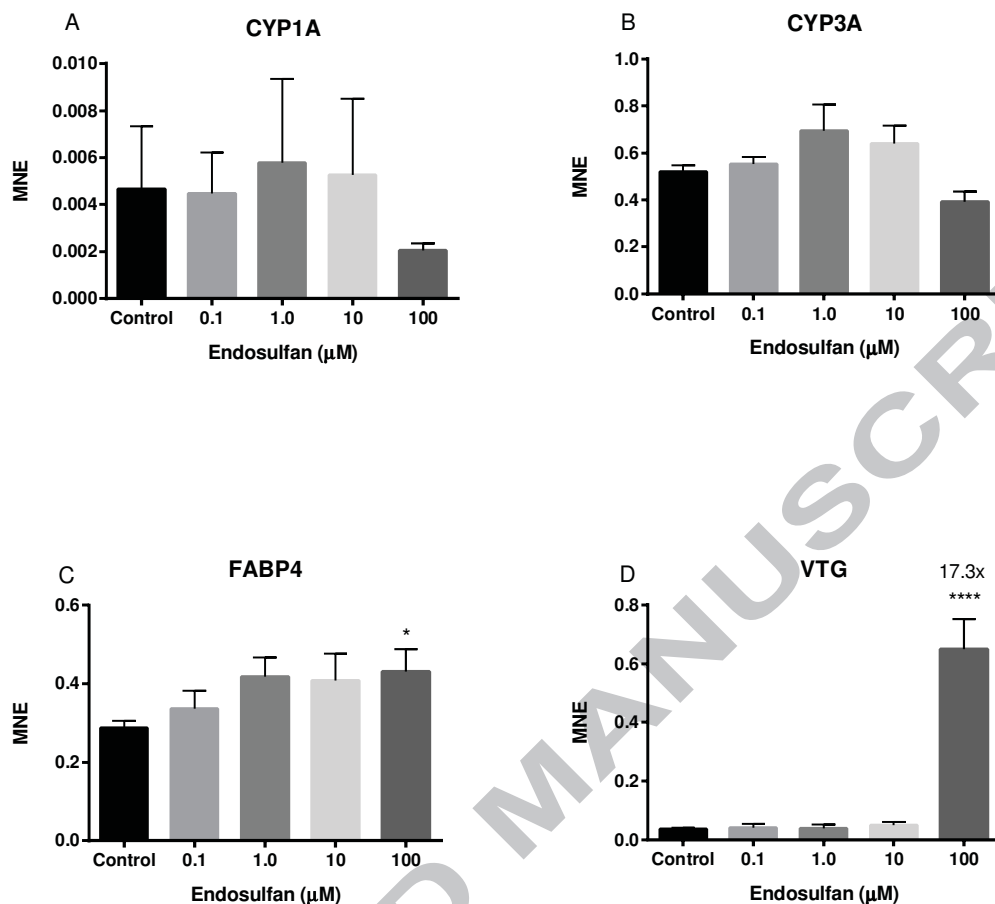 A
CYP1A
MNE
0.010
0.008
0.006
0.004
0.002
0.000
Control 0.1 1.0 10 100
Endosulfan (μM)
B
CYP3A
MNE
1.0
0.8
0.6
0.4
0.2
0.0
Control 0.1 1.0 10 100
Endosulfan (μM)
C
FABP4
MNE
0.6
0.4
0.2
0.0
*
Control 0.1 1.0 10 100
Endosulfan (μM)
D
VTG
17.3x
****
MNE
0.8
0.6
0.4
0.2
0.0
Control 0.1 1.0 10 100
Endosulfan (μM)
D MANUSCR